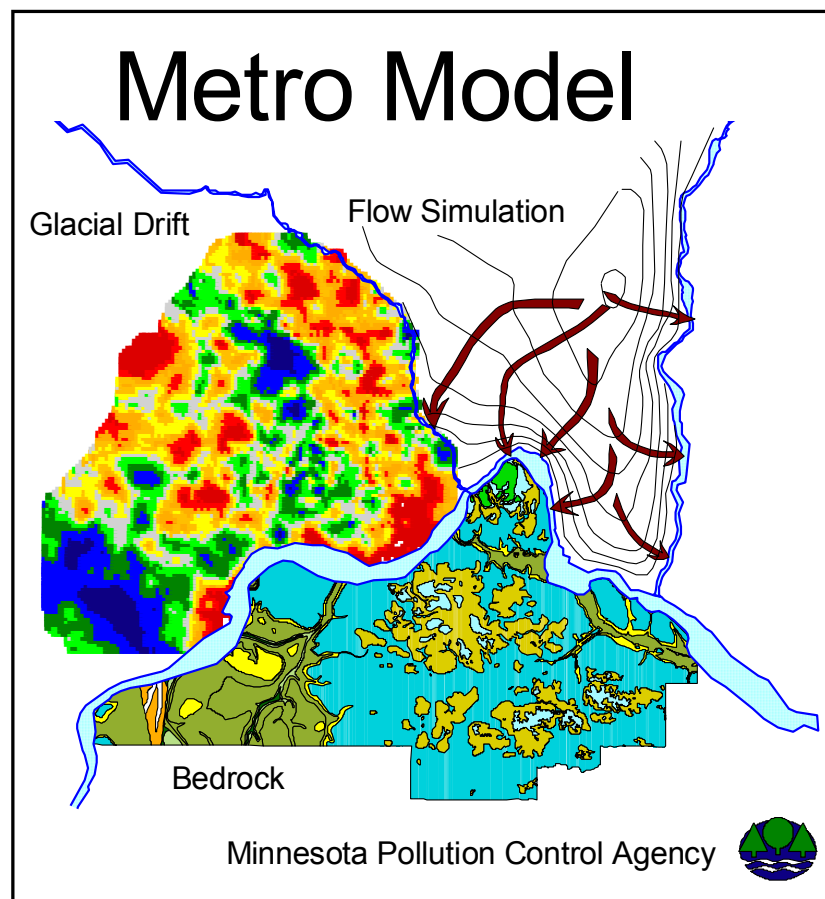 Metro Model
Glacial Drift
Flow Simulation
Bedrock
Minnesota Pollution Control Agency